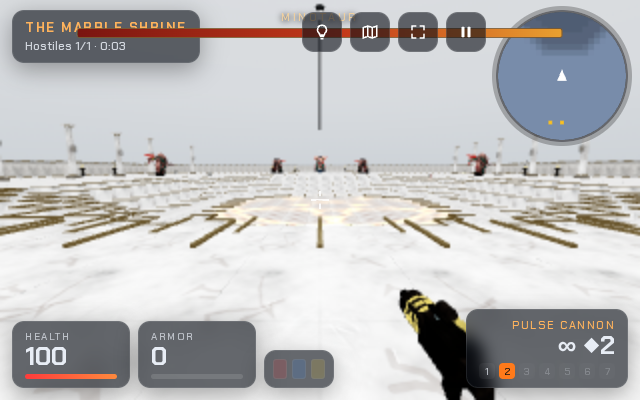 THE MARBLE SHRINE
Hostiles 1/1 · 0:03
HEALTH
100
ARMOR
0
PULSE CANNON
∞ ◆2
1 2 3 4 5 6 7